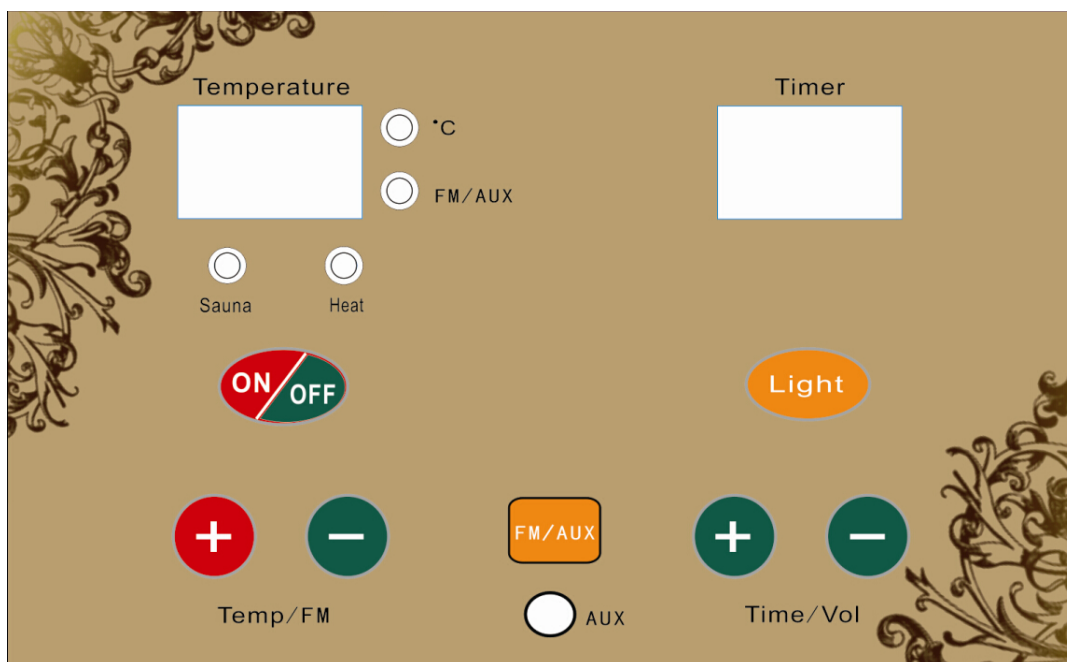 Temperature
Timer
°C
FM/AUX
Sauna
Heat
ON/OFF
Light
+
−
FM/AUX
+
−
Temp/FM
AUX
Time/Vol